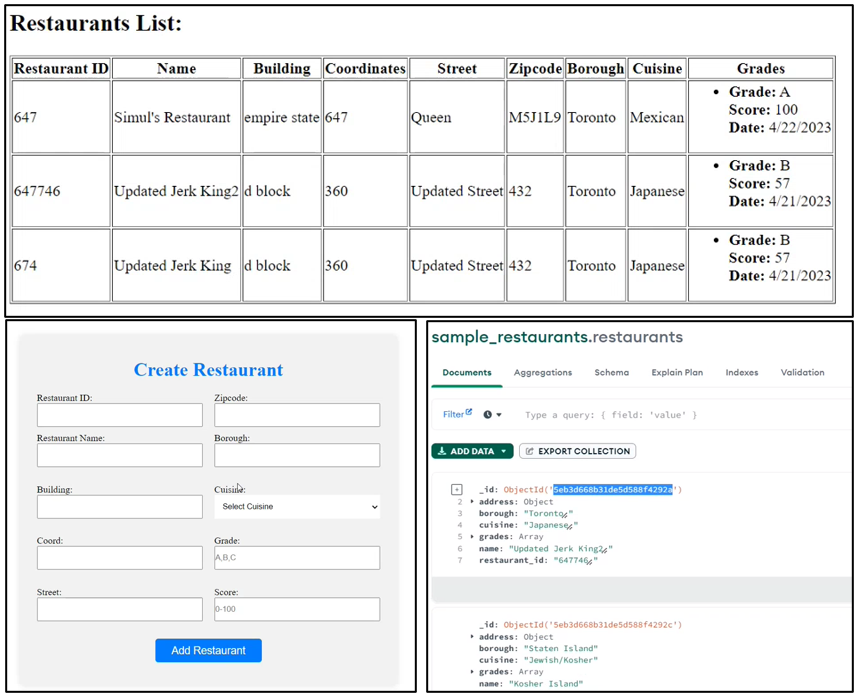 Restaurants List:
Restaurant ID Name Building Coordinates Street Zipcode Borough Cuisine Grades
647 Simul's Restaurant empire state 647 Queen M5J1L9 Toronto Mexican • Grade: A
Score: 100
Date: 4/22/2023
647746 Updated Jerk King2 d block 360 Updated Street 432 Toronto Japanese • Grade: B
Score: 57
Date: 4/21/2023
674 Updated Jerk King d block 360 Updated Street 432 Toronto Japanese • Grade: B
Score: 57
Date: 4/21/2023
Create Restaurant
Restaurant ID: Zipcode:
Restaurant Name: Borough:
Building: Cuisine:
Select Cuisine
Coord: Grade:
A,B,C
Street: Score:
0-100
Add Restaurant
sample_restaurants.restaurants
Documents Aggregations Schema Explain Plan Indexes Validation
Filter Type a query: { field: 'value' }
ADD DATA EXPORT COLLECTION
_id: ObjectId('5eb3d668b31de5d588f4292a')
2 address: Object
3 borough: "Toronto"
4 cuisine: "Japanese"
5 grades: Array
6 name: "Updated Jerk King2"
7 restaurant_id: "647746"
_id: ObjectId('5eb3d668b31de5d588f4292c')
address: Object
borough: "Staten Island"
cuisine: "Jewish/Kosher"
grades: Array
name: "Kosher Island"